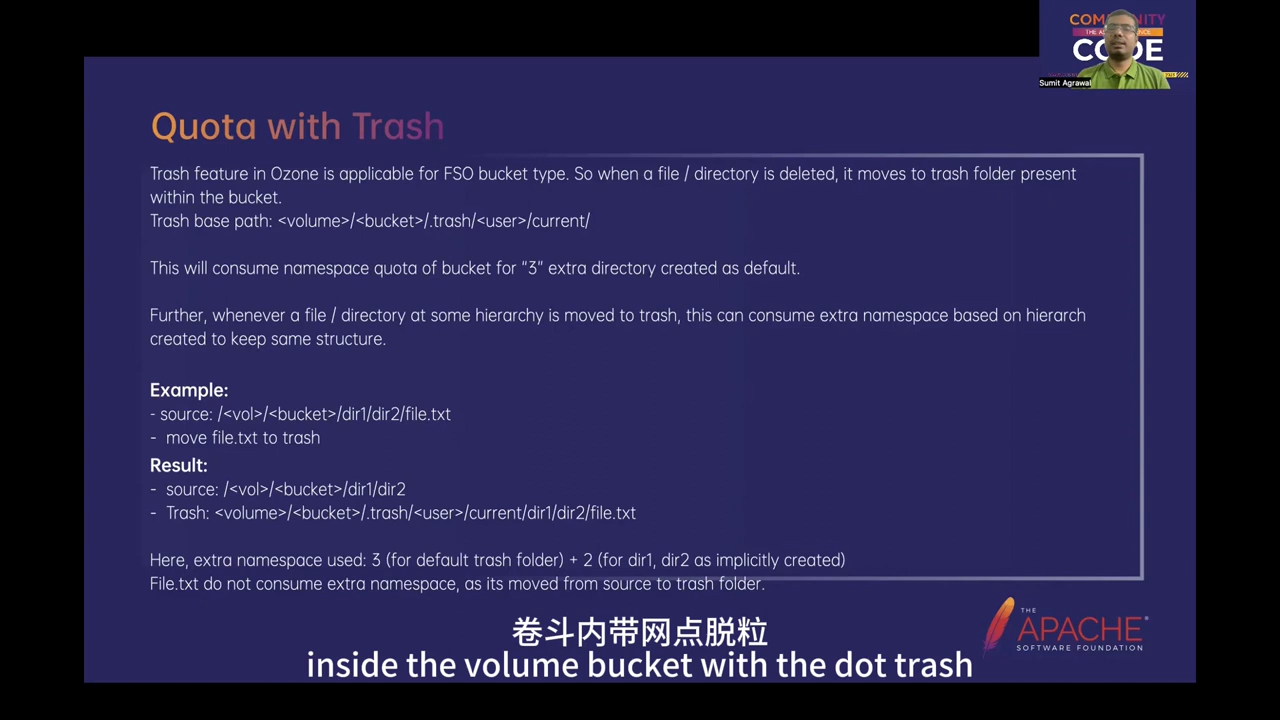 COMMUNITY
CODE
Sumit Agrawal
Quota with Trash
Trash feature in Ozone is applicable for FSO bucket type. So when a file / directory is deleted, it moves to trash folder present
within the bucket.
Trash base path: <volume>/<bucket>/.trash/<user>/current/
This will consume namespace quota of bucket for “3” extra directory created as default.
Further, whenever a file / directory at some hierarchy is moved to trash, this can consume extra namespace based on hierarch
created to keep same structure.
Example:
- source: /<vol>/<bucket>/dir1/dir2/file.txt
- move file.txt to trash
Result:
- source: /<vol>/<bucket>/dir1/dir2
- Trash: <volume>/<bucket>/.trash/<user>/current/dir1/dir2/file.txt
Here, extra namespace used: 3 (for default trash folder) + 2 (for dir1, dir2 as implicitly created)
File.txt do not consume extra namespace, as its moved from source to trash folder.
THE
APACHE®
SOFTWARE FOUNDATION
卷斗内带网点脱粒
inside the volume bucket with the dot trash